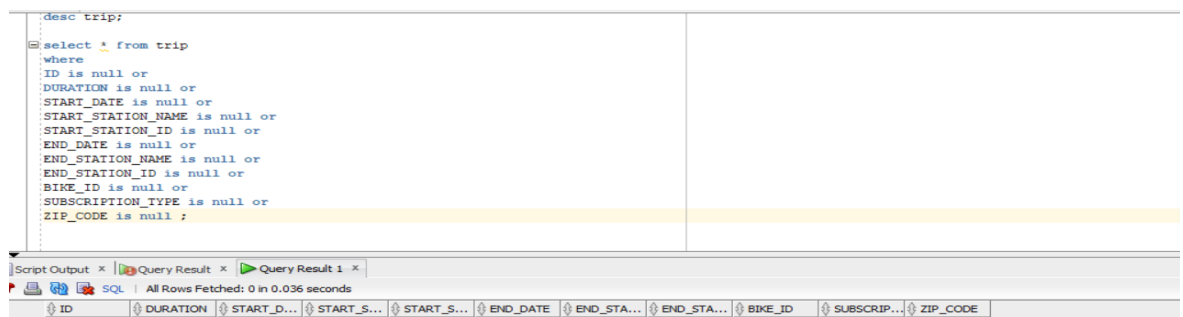 desc trip;
select * from trip
where
ID is null or
DURATION is null or
START_DATE is null or
START_STATION_NAME is null or
START_STATION_ID is null or
END_DATE is null or
END_STATION_NAME is null or
END_STATION_ID is null or
BIKE_ID is null or
SUBSCRIPTION_TYPE is null or
ZIP_CODE is null ;
Script Output × Query Result × Query Result 1 ×
SQL | All Rows Fetched: 0 in 0.036 seconds
ID DURATION START_D... START_S... START_S... END_DATE END_STA... END_STA... BIKE_ID SUBSCRIP... ZIP_CODE